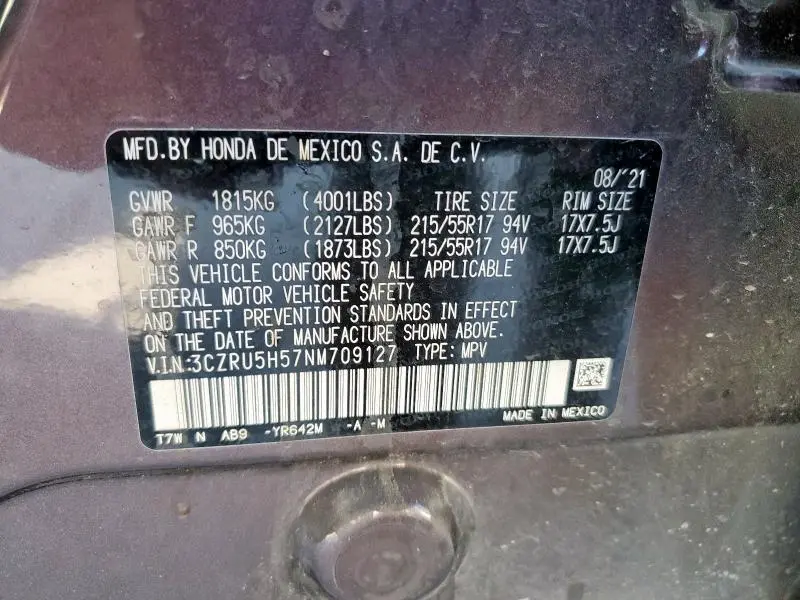 MFD.BY HONDA DE MEXICO S.A. DE C.V.
08/'21
GVWR 1815KG (4001LBS) TIRE SIZE RIM SIZE
GAWR F 965KG (2127LBS) 215/55R17 94V 17X7.5J
GAWR R 850KG (1873LBS) 215/55R17 94V 17X7.5J
THIS VEHICLE CONFORMS TO ALL APPLICABLE
FEDERAL MOTOR VEHICLE SAFETY
AND THEFT PREVENTION STANDARDS IN EFFECT
ON THE DATE OF MANUFACTURE SHOWN ABOVE.
V.I.N:3CZRU5H57NM709127 TYPE: MPV
MADE IN MEXICO
T7W N AB9 -YR642M -A -M